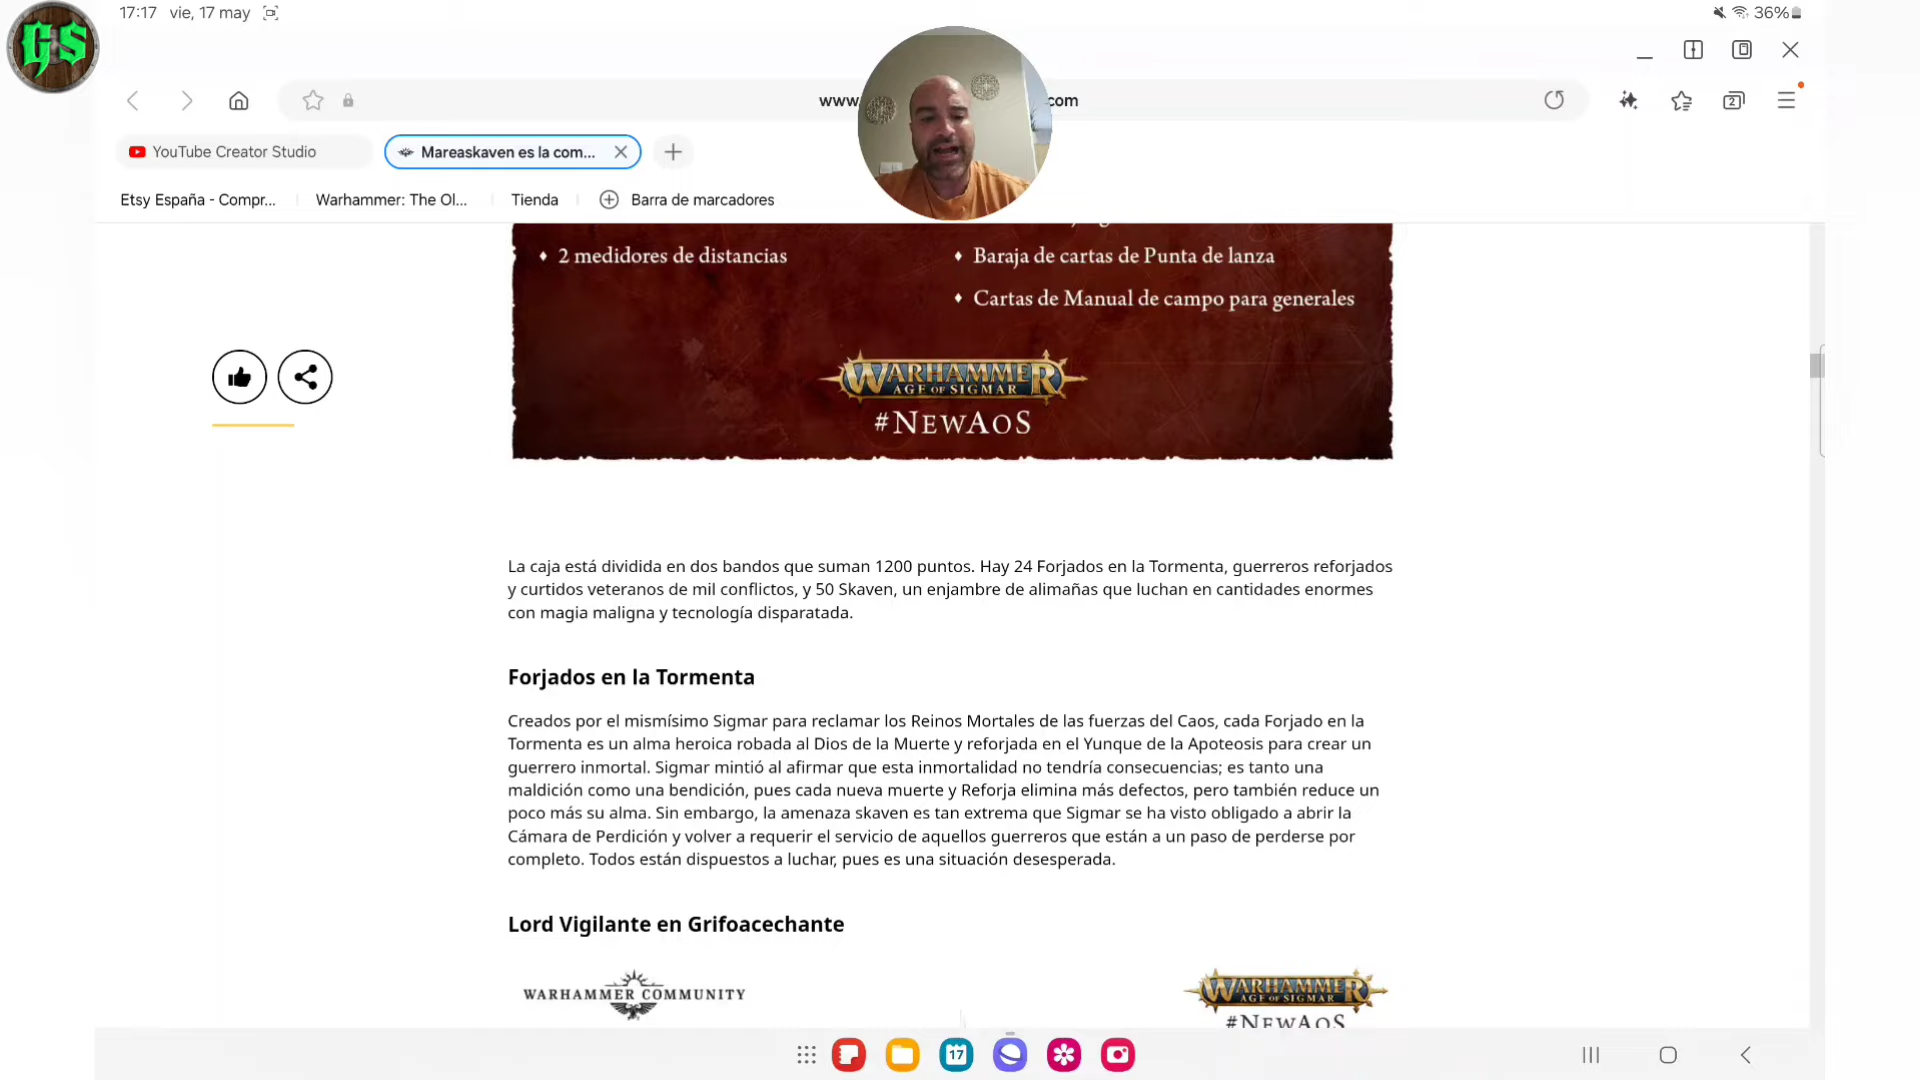 GS
17:17 vie, 17 may
36%
www.
com
YouTube Creator Studio
Mareaskaven es la com...
2
Etsy España - Compr...
Warhammer: The Ol...
Tienda
Barra de marcadores
2 medidores de distancias
Baraja de cartas de Punta de lanza
Cartas de Manual de campo para generales
WARHAMMER
AGE OF SIGMAR
#NEWAOS
La caja está dividida en dos bandos que suman 1200 puntos. Hay 24 Forjados en la Tormenta, guerreros reforjados
y curtidos veteranos de mil conflictos, y 50 Skaven, un enjambre de alimañas que luchan en cantidades enormes
con magia maligna y tecnología disparatada.
Forjados en la Tormenta
Creados por el mismísimo Sigmar para reclamar los Reinos Mortales de las fuerzas del Caos, cada Forjado en la
Tormenta es un alma heroica robada al Dios de la Muerte y reforjada en el Yunque de la Apoteosis para crear un
guerrero inmortal. Sigmar mintió al afirmar que esta inmortalidad no tendría consecuencias; es tanto una
maldición como una bendición, pues cada nueva muerte y Reforja elimina más defectos, pero también reduce un
poco más su alma. Sin embargo, la amenaza skaven es tan extrema que Sigmar se ha visto obligado a abrir la
Cámara de Perdición y volver a requerir el servicio de aquellos guerreros que están a un paso de perderse por
completo. Todos están dispuestos a luchar, pues es una situación desesperada.
Lord Vigilante en Grifoacechante
WARHAMMER COMMUNITY
WARHAMMER
AGE OF SIGMAR
#NEWAOS
17